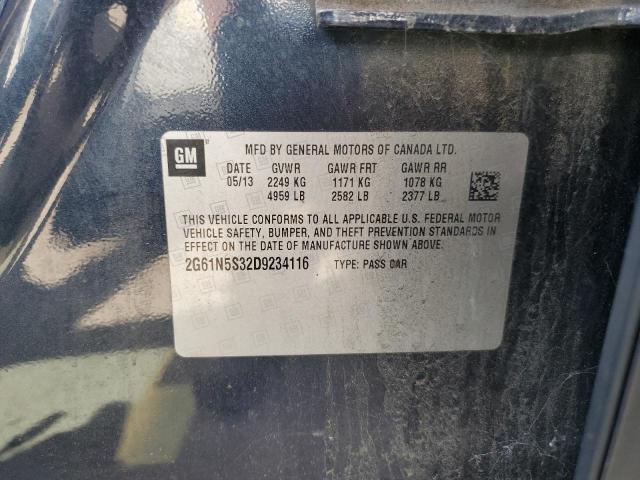 GM
MFD BY GENERAL MOTORS OF CANADA LTD.
DATE GVWR GAWR FRT GAWR RR
05/13 2249 KG 1171 KG 1078 KG
4959 LB 2582 LB 2377 LB
THIS VEHICLE CONFORMS TO ALL APPLICABLE U.S. FEDERAL MOTOR
VEHICLE SAFETY, BUMPER, AND THEFT PREVENTION STANDARDS
IN EFFECT ON THE DATE OF MANUFACTURE SHOWN ABOVE.
2G61N5S32D9234116 TYPE: PASS CAR